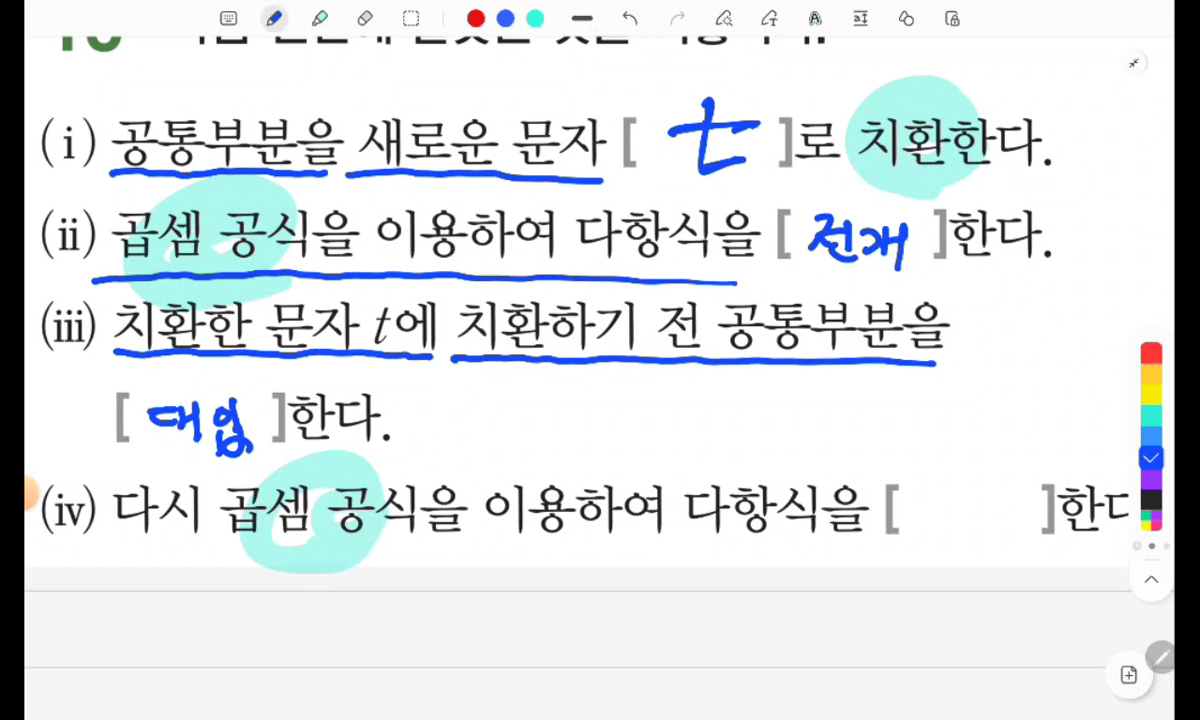 (ⅰ) 공통부분을 새로운 문자 [ t ]로 치환한다.
(ⅱ) 곱셈 공식을 이용하여 다항식을 [ 전개 ]한다.
(ⅲ) 치환한 문자 t에 치환하기 전 공통부분을
[ 대입 ]한다.
(ⅳ) 다시 곱셈 공식을 이용하여 다항식을 [ ]한다